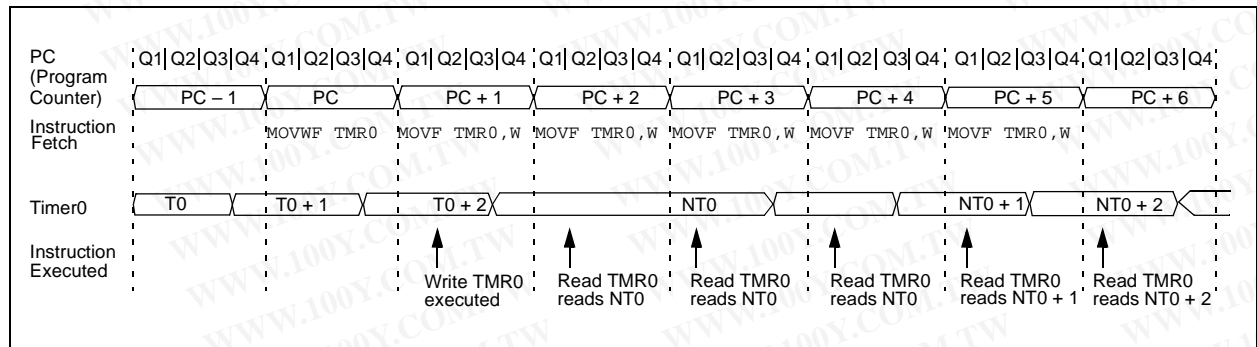 PC
(Program
Counter)
Q1 Q2 Q3 Q4 Q1 Q2 Q3 Q4 Q1 Q2 Q3 Q4 Q1 Q2 Q3 Q4 Q1 Q2 Q3 Q4 Q1 Q2 Q3 Q4 Q1 Q2 Q3 Q4 Q1 Q2 Q3 Q4
PC – 1 PC PC + 1 PC + 2 PC + 3 PC + 4 PC + 5 PC + 6
Instruction
Fetch
MOVWF TMR0 MOVF TMR0,W MOVF TMR0,W MOVF TMR0,W MOVF TMR0,W MOVF TMR0,W
Timer0
T0 T0 + 1 T0 + 2 NT0 NT0 + 1 NT0 + 2
Instruction
Executed
Write TMR0
executed
Read TMR0
reads NT0
Read TMR0
reads NT0
Read TMR0
reads NT0
Read TMR0
reads NT0 + 1
Read TMR0
reads NT0 + 2
WWW.100Y.COM.TW